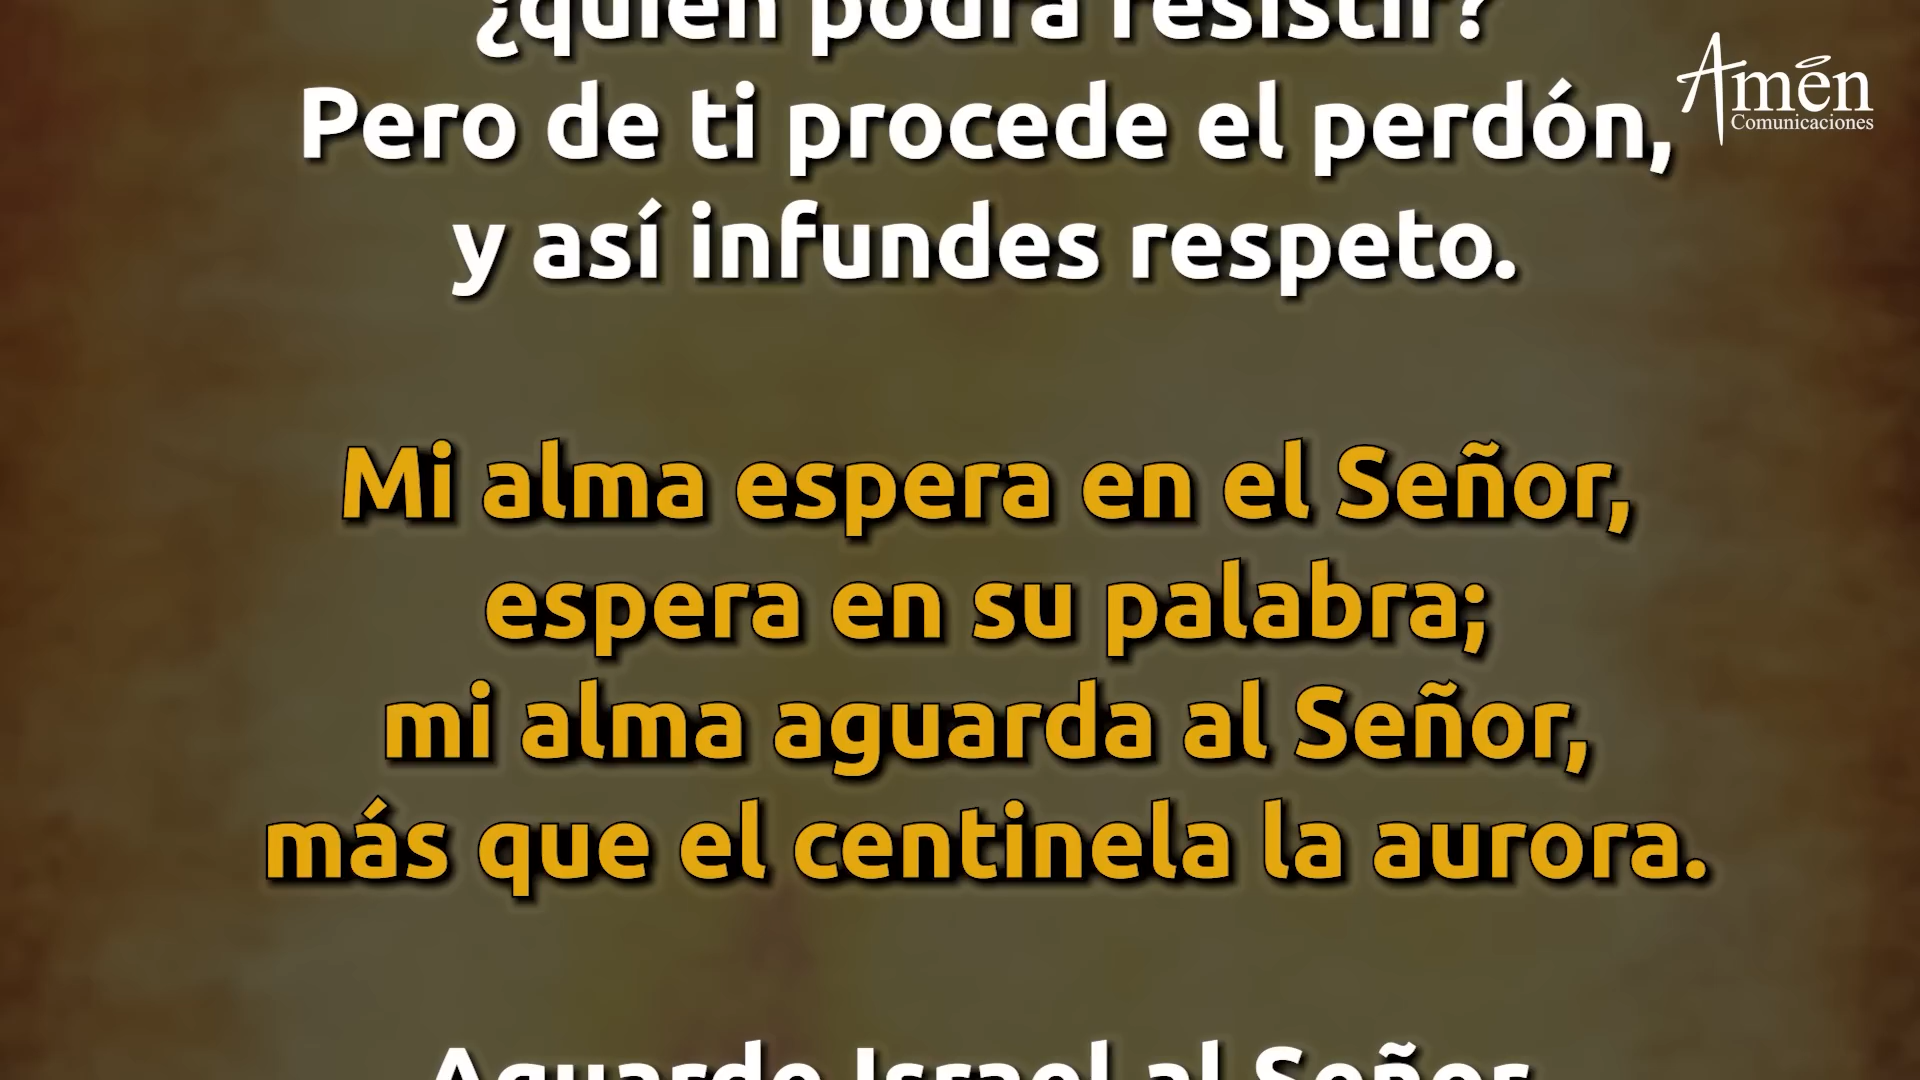 ¿quién podrá resistir?
Amén
Comunicaciones
Pero de ti procede el perdón,
y así infundes respeto.
Mi alma espera en el Señor,
espera en su palabra;
mi alma aguarda al Señor,
más que el centinela la aurora.
Aguarde Israel al Señor